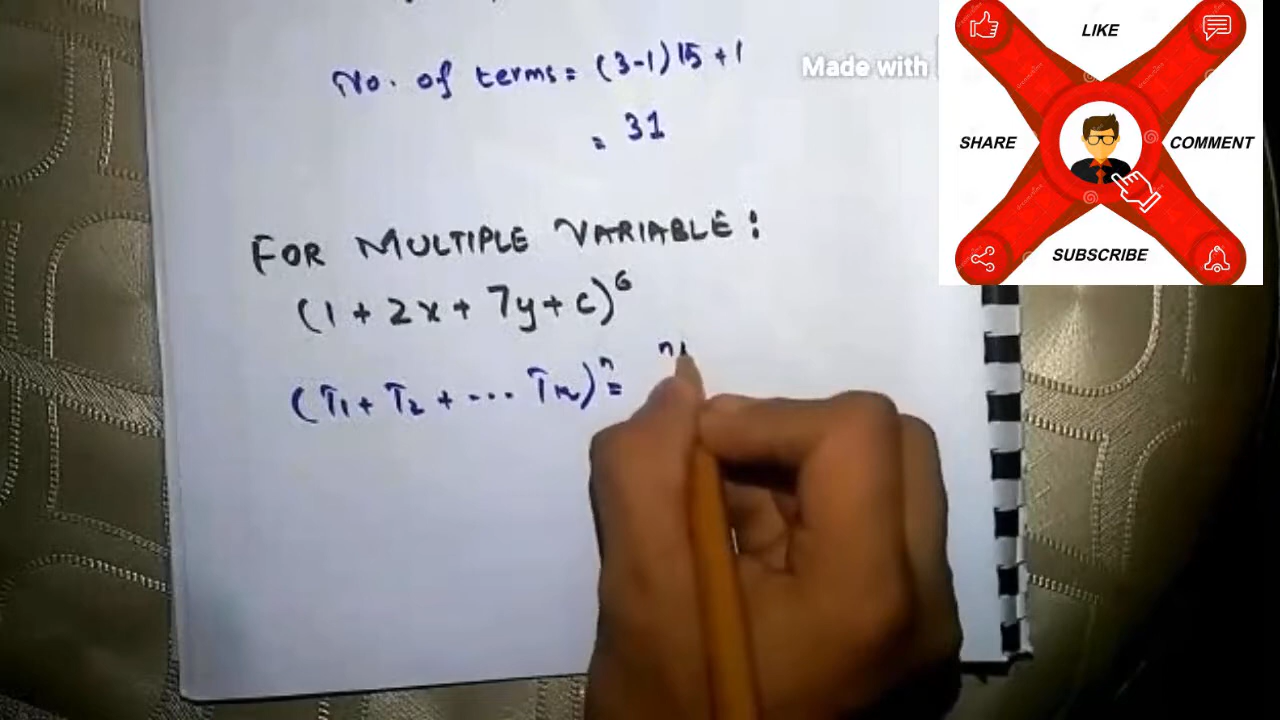 No. of terms = (3-1)15+1
= 31
FOR MULTIPLE VARIABLE:
(1 + 2x + 7y + c)⁶
(T₁ + T₂ + ... Tₙ)ⁿ =
Made with
LIKE
SHARE
COMMENT
SUBSCRIBE